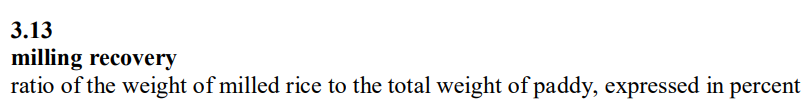 3.13
milling recovery
ratio of the weight of milled rice to the total weight of paddy, expressed in percent